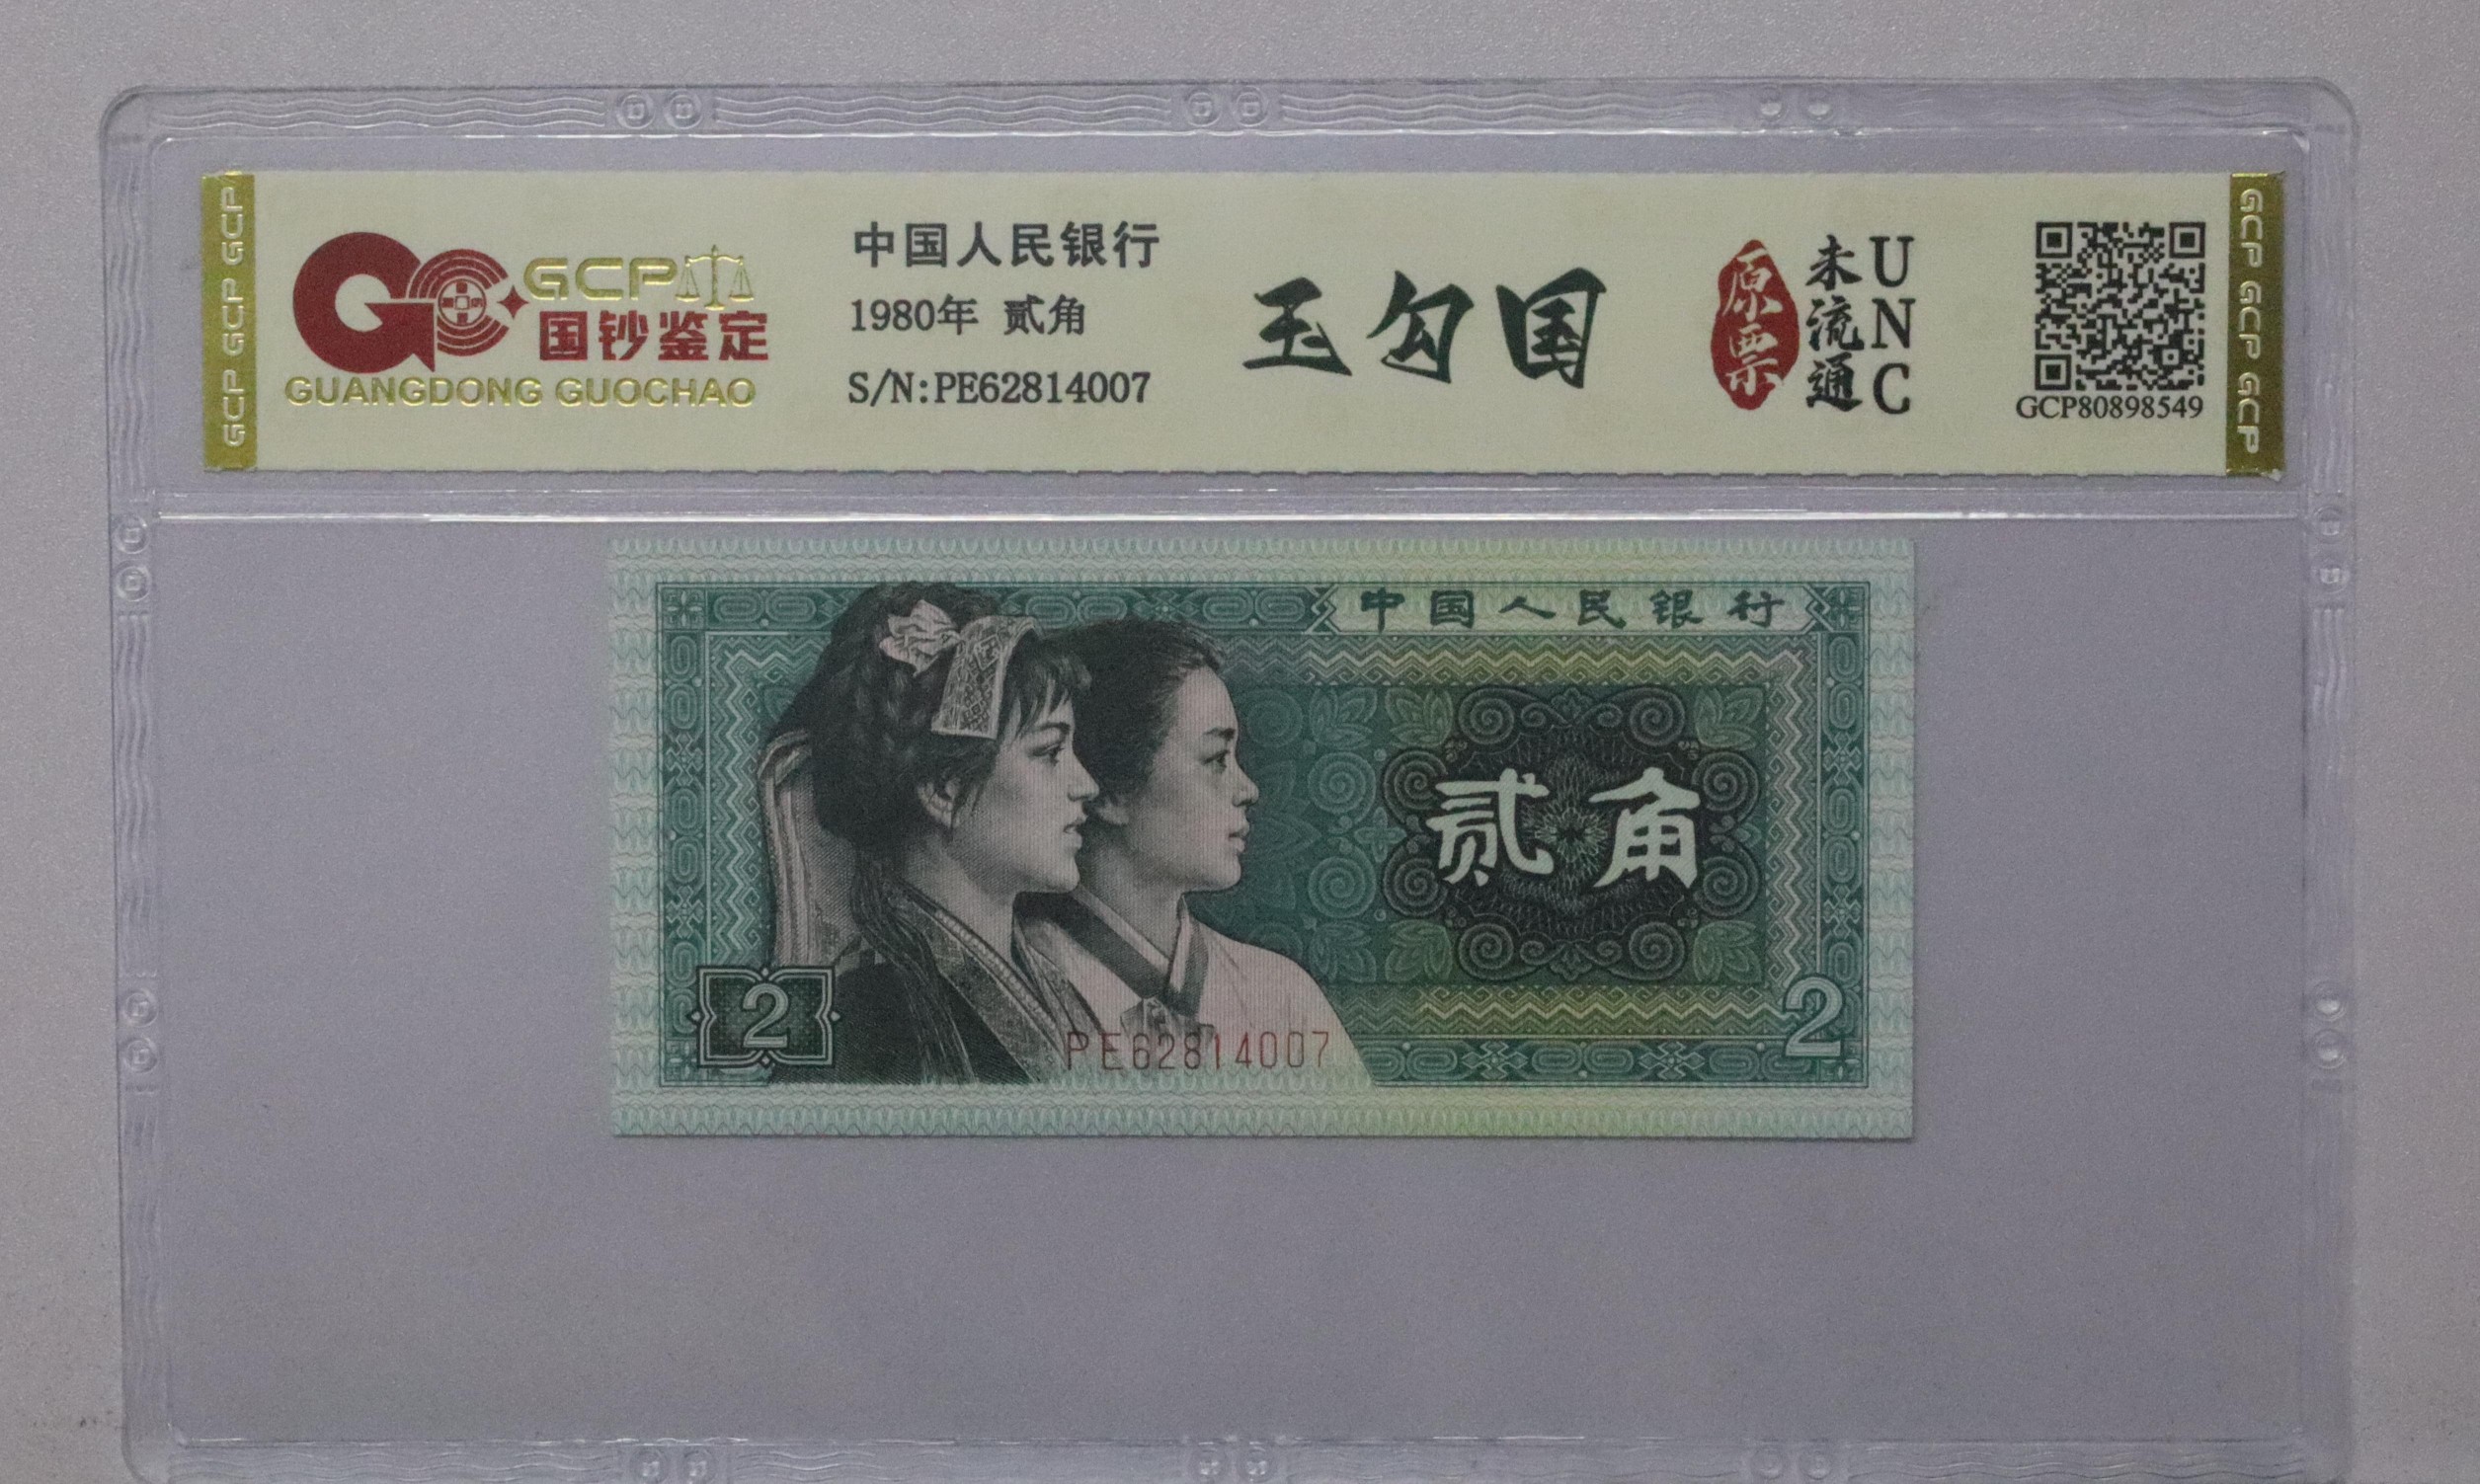 GCP GCP GCP
GCP
国钞鉴定
GUANGDONG GUOCHAO
中国人民银行
1980年 贰角
S/N:PE62814007
玉勾国
原票
未流通
UNC
GCP80898549
GCP GCP GCP
中国人民银行
贰角
2
PE62814007
2